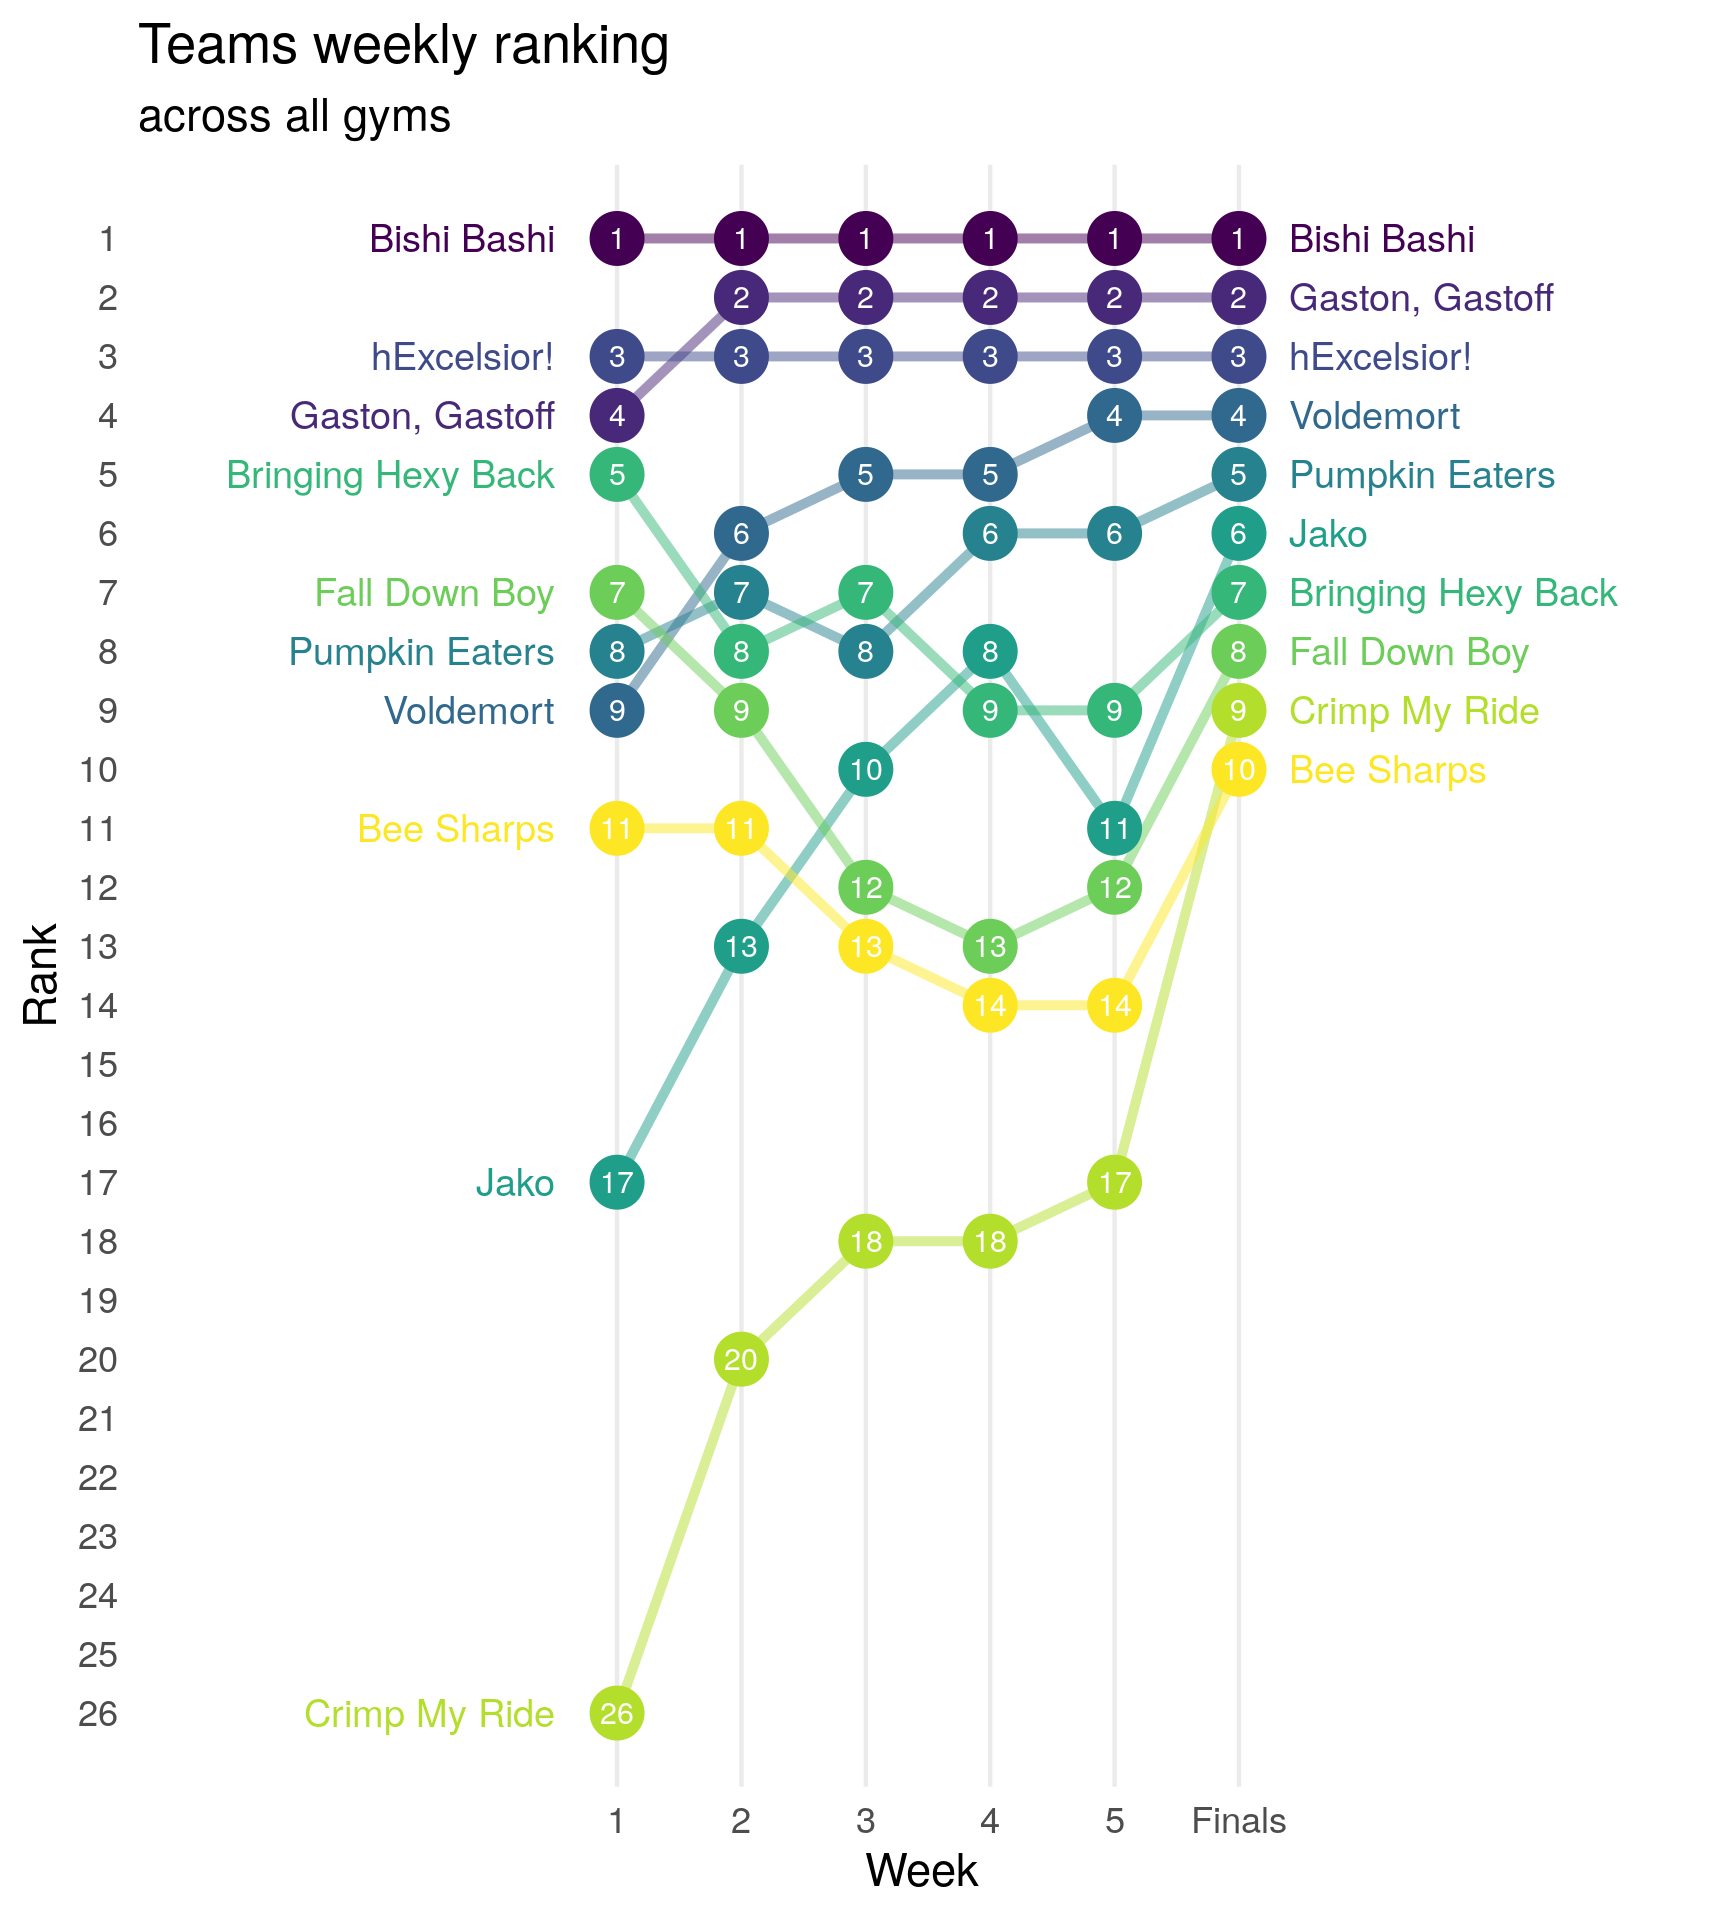 Teams weekly ranking
across all gyms
1 Bishi Bashi 1 1 1 1 1 1 Bishi Bashi
2 2 2 2 2 2 Gaston, Gastoff
3 hExcelsior! 3 3 3 3 3 3 hExcelsior!
4 Gaston, Gastoff 4 4 4 Voldemort
5 Bringing Hexy Back 5 5 5 5 Pumpkin Eaters
6 6 6 6 6 Jako
7 Fall Down Boy 7 7 7 7 Bringing Hexy Back
8 Pumpkin Eaters 8 8 8 8 8 Fall Down Boy
9 Voldemort 9 9 9 9 9 Crimp My Ride
10 10 10 Bee Sharps
11 Bee Sharps 11 11 11
12 12 12
13 13 13 13
Rank
14 14 14
15
16
17 Jako 17 17
18 18 18
19
20 20
21
22
23
24
25
26 Crimp My Ride 26
1 2 3 4 5 Finals
Week